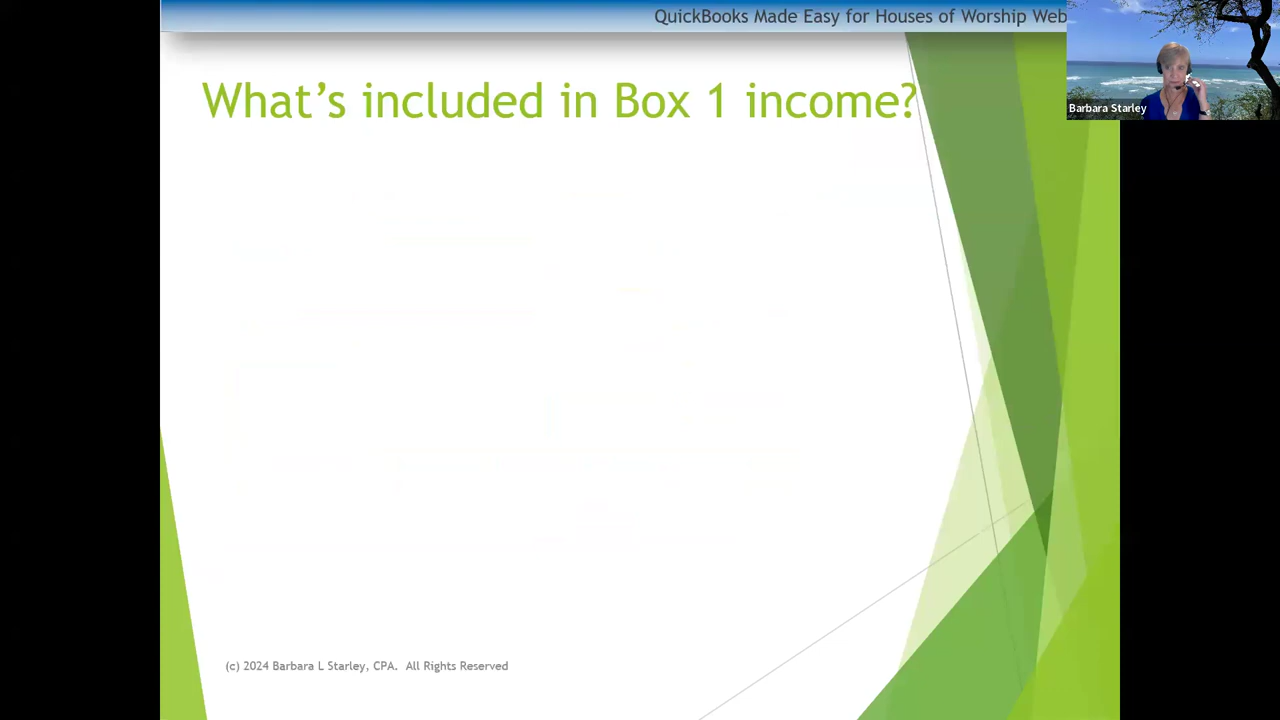 QuickBooks Made Easy for Houses of Worship Web
Barbara Starley
What's included in Box 1 income?
(c) 2024 Barbara L Starley, CPA. All Rights Reserved